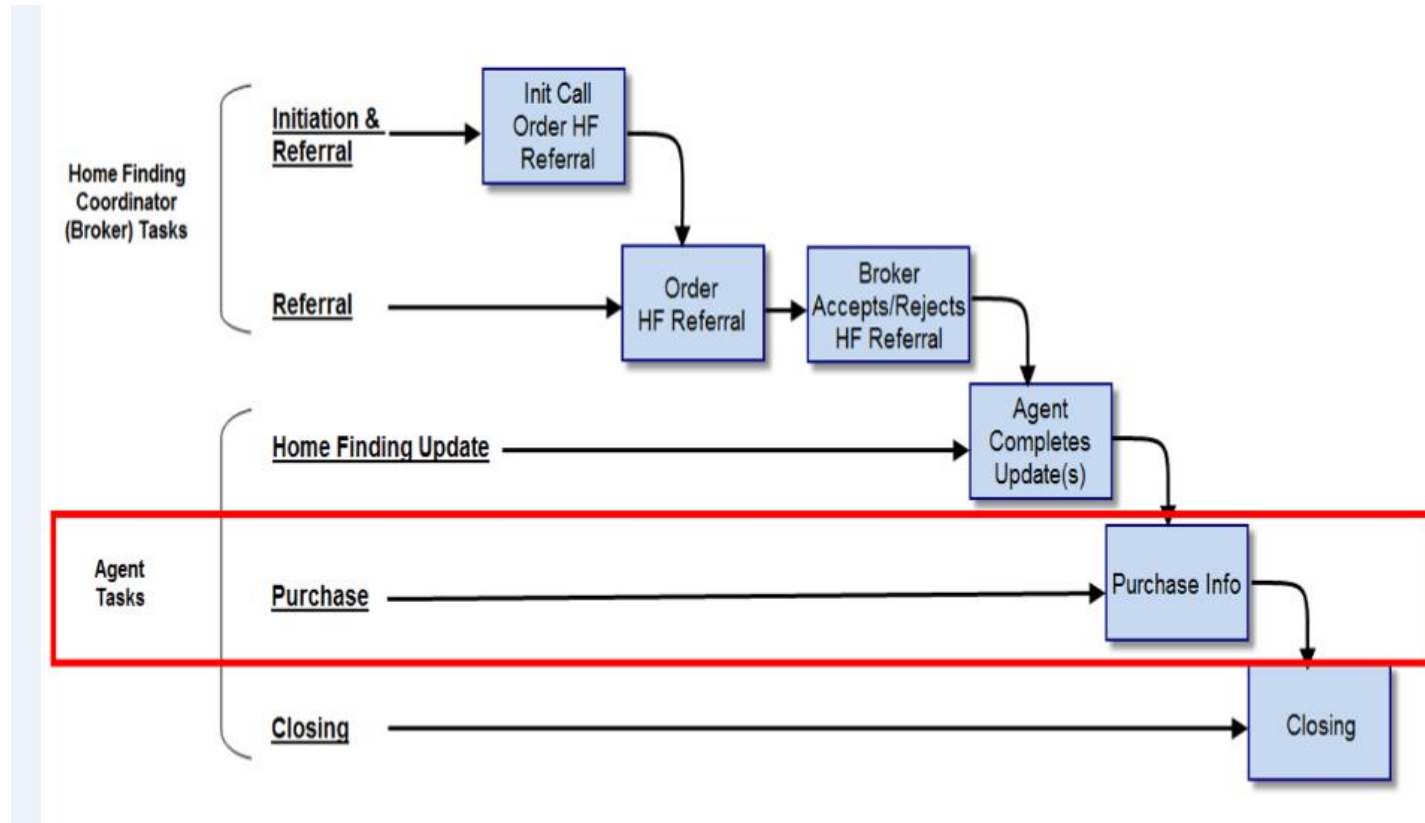 Init Call
Order HF
Referral
Initiation &
Referral
Home Finding
Coordinator
(Broker) Tasks
Order
HF Referral
Broker
Accepts/Rejects
HF Referral
Referral
Agent
Completes
Update(s)
Home Finding Update
Agent
Tasks
Purchase
Purchase Info
Closing
Closing